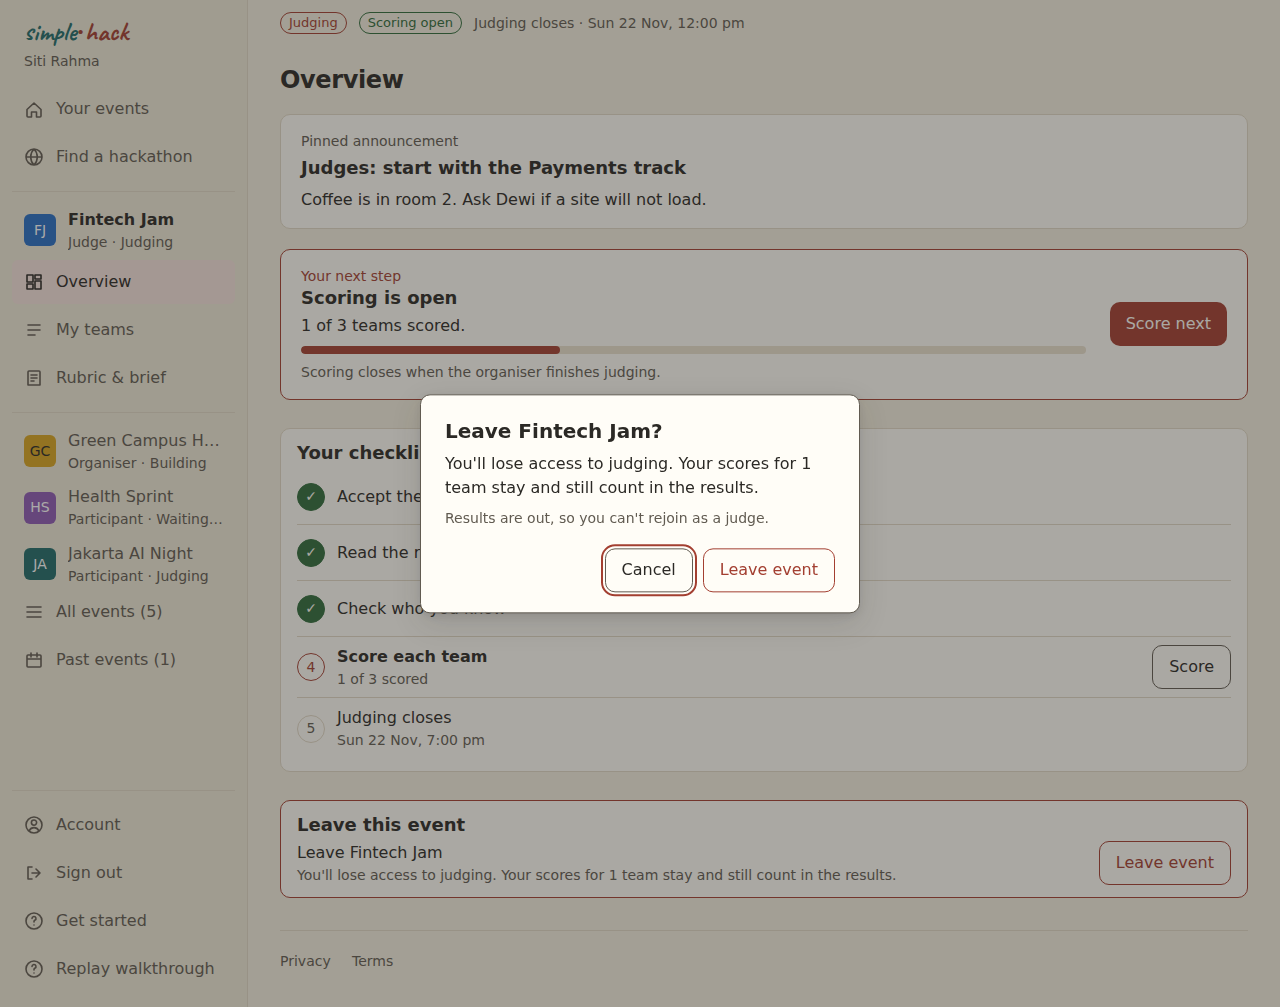 simple·hack
Siti Rahma
Your events
Find a hackathon
FJ
Fintech Jam
Judge · Judging
Overview
My teams
Rubric & brief
GC
Green Campus H...
Organiser · Building
HS
Health Sprint
Participant · Waiting...
JA
Jakarta AI Night
Participant · Judging
All events (5)
Past events (1)
Account
Sign out
Get started
Replay walkthrough
Judging
Scoring open
Judging closes · Sun 22 Nov, 12:00 pm
Overview
Pinned announcement
Judges: start with the Payments track
Coffee is in room 2. Ask Dewi if a site will not load.
Your next step
Scoring is open
1 of 3 teams scored.
Scoring closes when the organiser finishes judging.
Score next
Leave Fintech Jam?
You'll lose access to judging. Your scores for 1
team stay and still count in the results.
Results are out, so you can't rejoin as a judge.
Cancel
Leave event
Your checkli
✓ Accept the
✓ Read the r
✓ Check who you know
4
Score each team
1 of 3 scored
Score
5
Judging closes
Sun 22 Nov, 7:00 pm
Leave this event
Leave Fintech Jam
You'll lose access to judging. Your scores for 1 team stay and still count in the results.
Leave event
Privacy
Terms